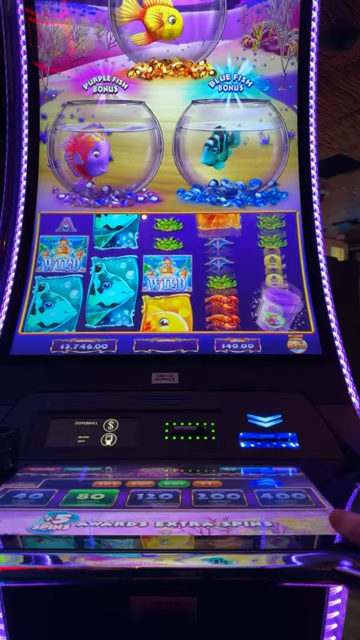 PURPLE FISH
BONUS
BLUE FISH
BONUS
WILD
WILD
$3,746.00
$40.00
40
80
120
200
400
x5
SPINS
AWARDS EXTRA SPINS